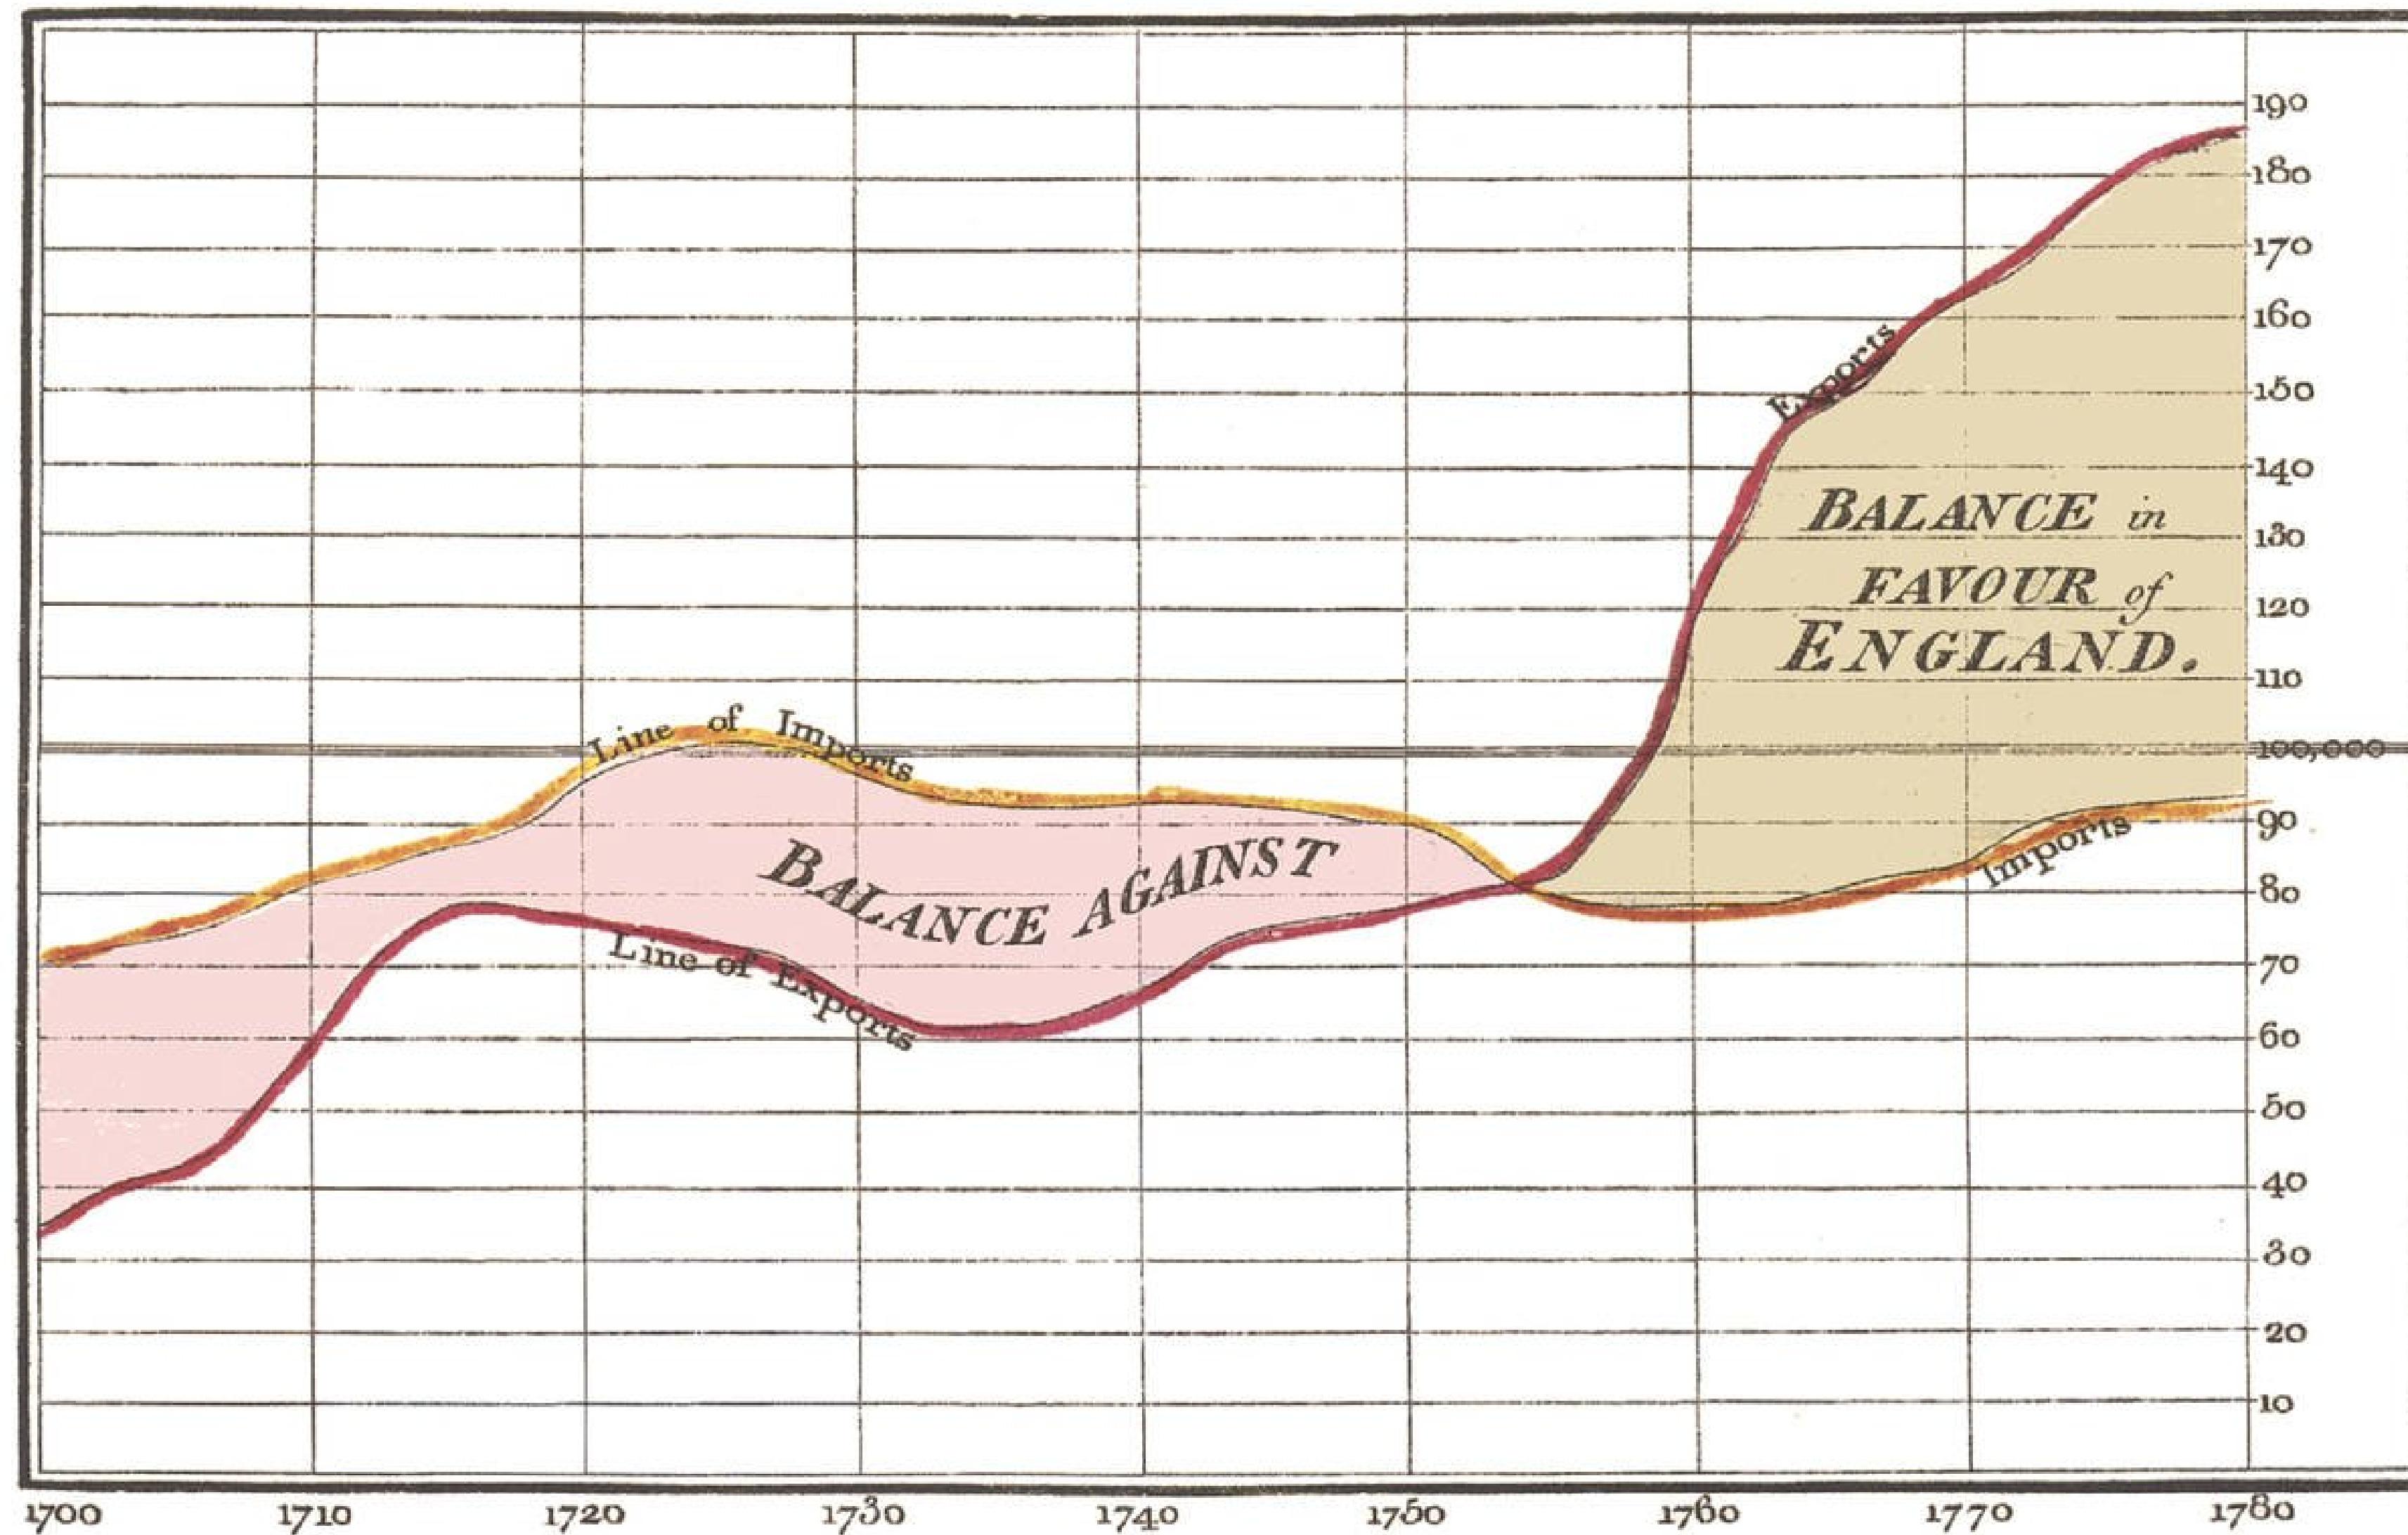 190
180
170
160
150
140
130
120
110
100,000
90
80
70
60
50
40
30
20
10
Exports
BALANCE in
FAVOUR of
ENGLAND.
Line of Imports
BALANCE AGAINST
Imports
Line of Exports
1700 1710 1720 1730 1740 1750 1760 1770 1780